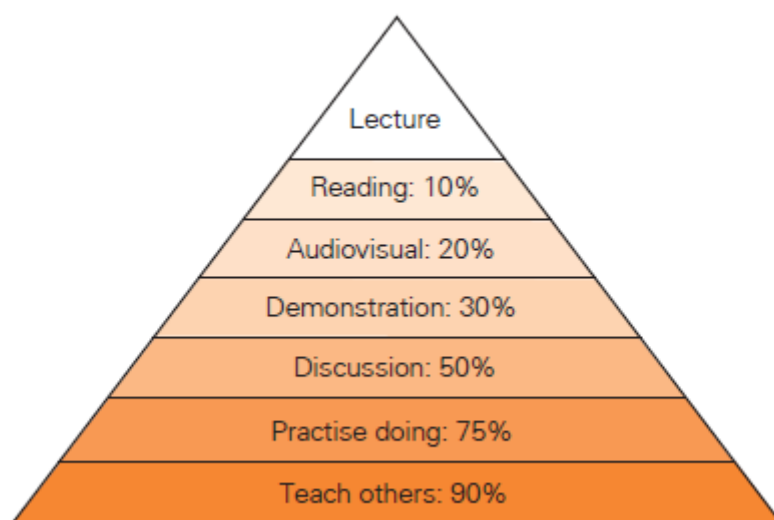 Lecture
Reading: 10%
Audiovisual: 20%
Demonstration: 30%
Discussion: 50%
Practise doing: 75%
Teach others: 90%